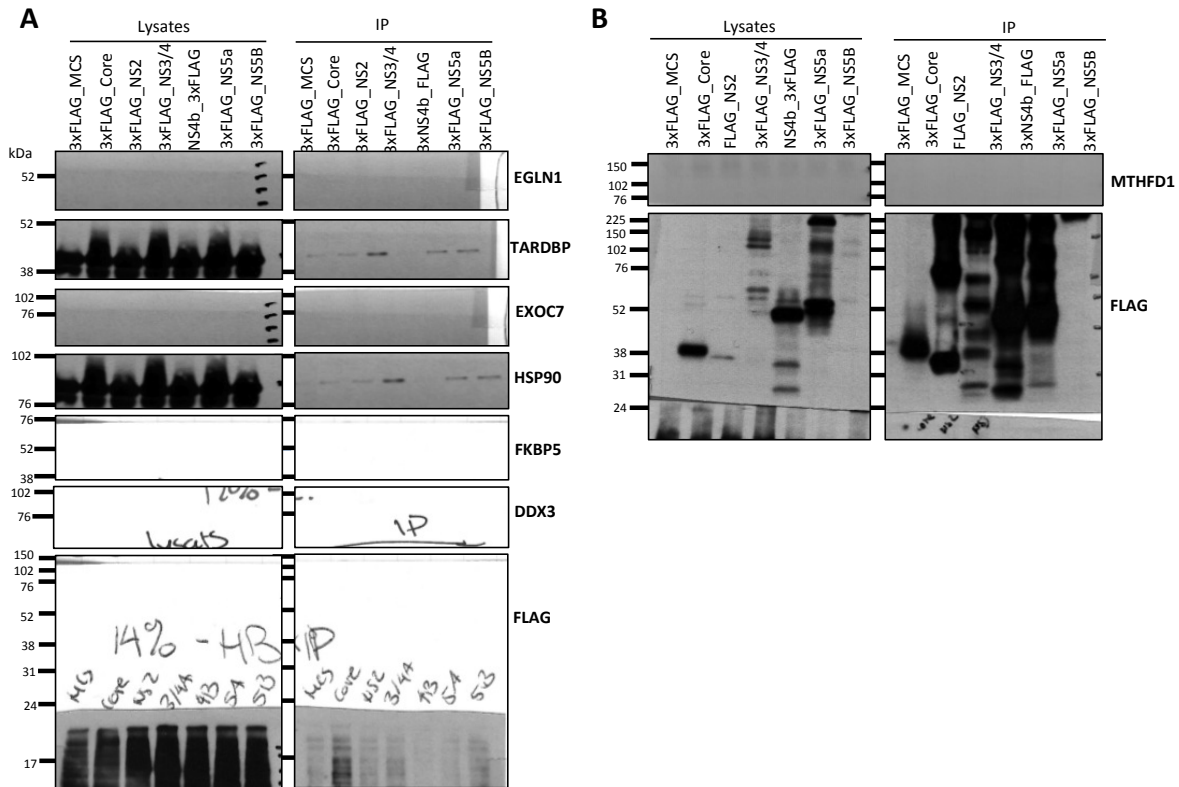 A
Lysates
IP
3xFLAG_MCS
3xFLAG_Core
3xFLAG_NS2
3xFLAG_NS3/4
NS4b_3xFLAG
3xFLAG_NS5a
3xFLAG_NS5B
3xFLAG_MCS
3xFLAG_Core
3xFLAG_NS2
3xFLAG_NS3/4
3xNS4b_FLAG
3xFLAG_NS5a
3xFLAG_NS5B
kDa
52
EGLN1
52
TARDBP
38
102
76
EXOC7
102
HSP90
76
76
52
FKBP5
38
102
76
DDX3
120%
Lysats
IP
150
102
76
52
38
31
24
17
FLAG
14% - 4B IP
MCS Core NS2 3/4A 4B 5A 5B
MCS Core NS2 3/4A 4B 5A 5B
B
Lysates
IP
3xFLAG_MCS
3xFLAG_Core
FLAG_NS2
3xFLAG_NS3/4
NS4b_3xFLAG
3xFLAG_NS5a
3xFLAG_NS5B
3xFLAG_MCS
3xFLAG_Core
FLAG_NS2
3xFLAG_NS3/4
3xNS4b_FLAG
3xFLAG_NS5a
3xFLAG_NS5B
150
102
76
MTHFD1
225
150
102
76
52
38
31
24
FLAG
core NS2